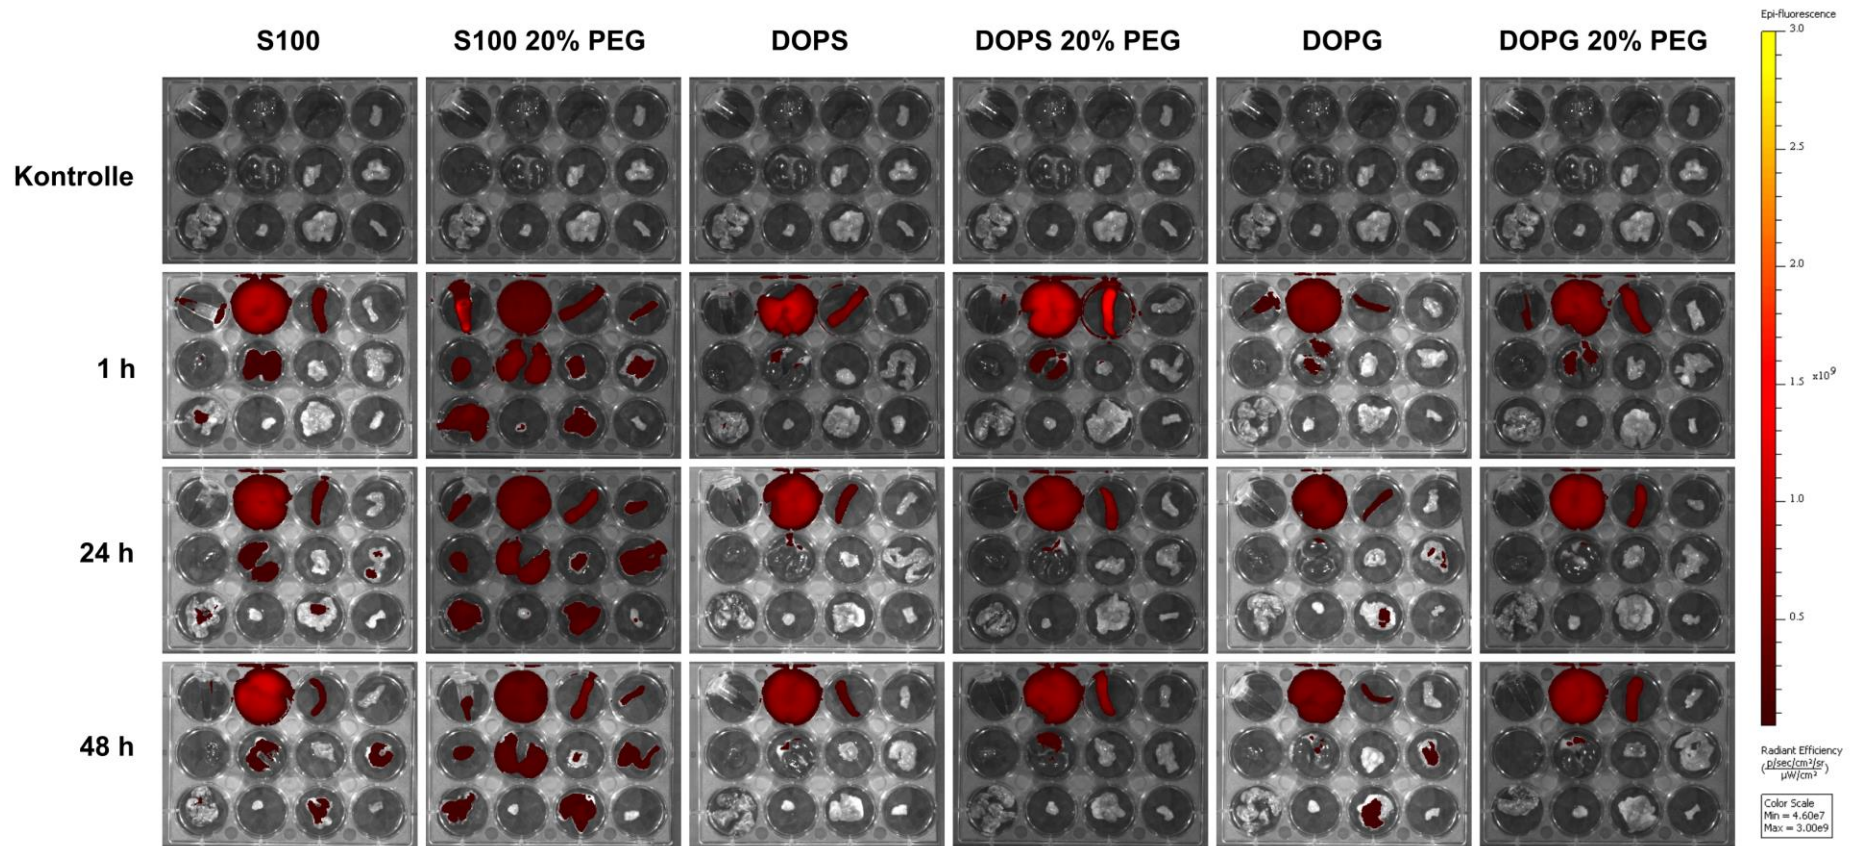 Epi-fluorescence
S100 S100 20% PEG DOPS DOPS 20% PEG DOPG DOPG 20% PEG
3.0
Kontrolle
2.5
2.0
1 h
1.5 x10⁹
1.0
24 h
0.5
48 h
Radiant Efficiency
(p/sec/cm²/sr
µW/cm²)
Color Scale
Min = 4.60e7
Max = 3.00e9